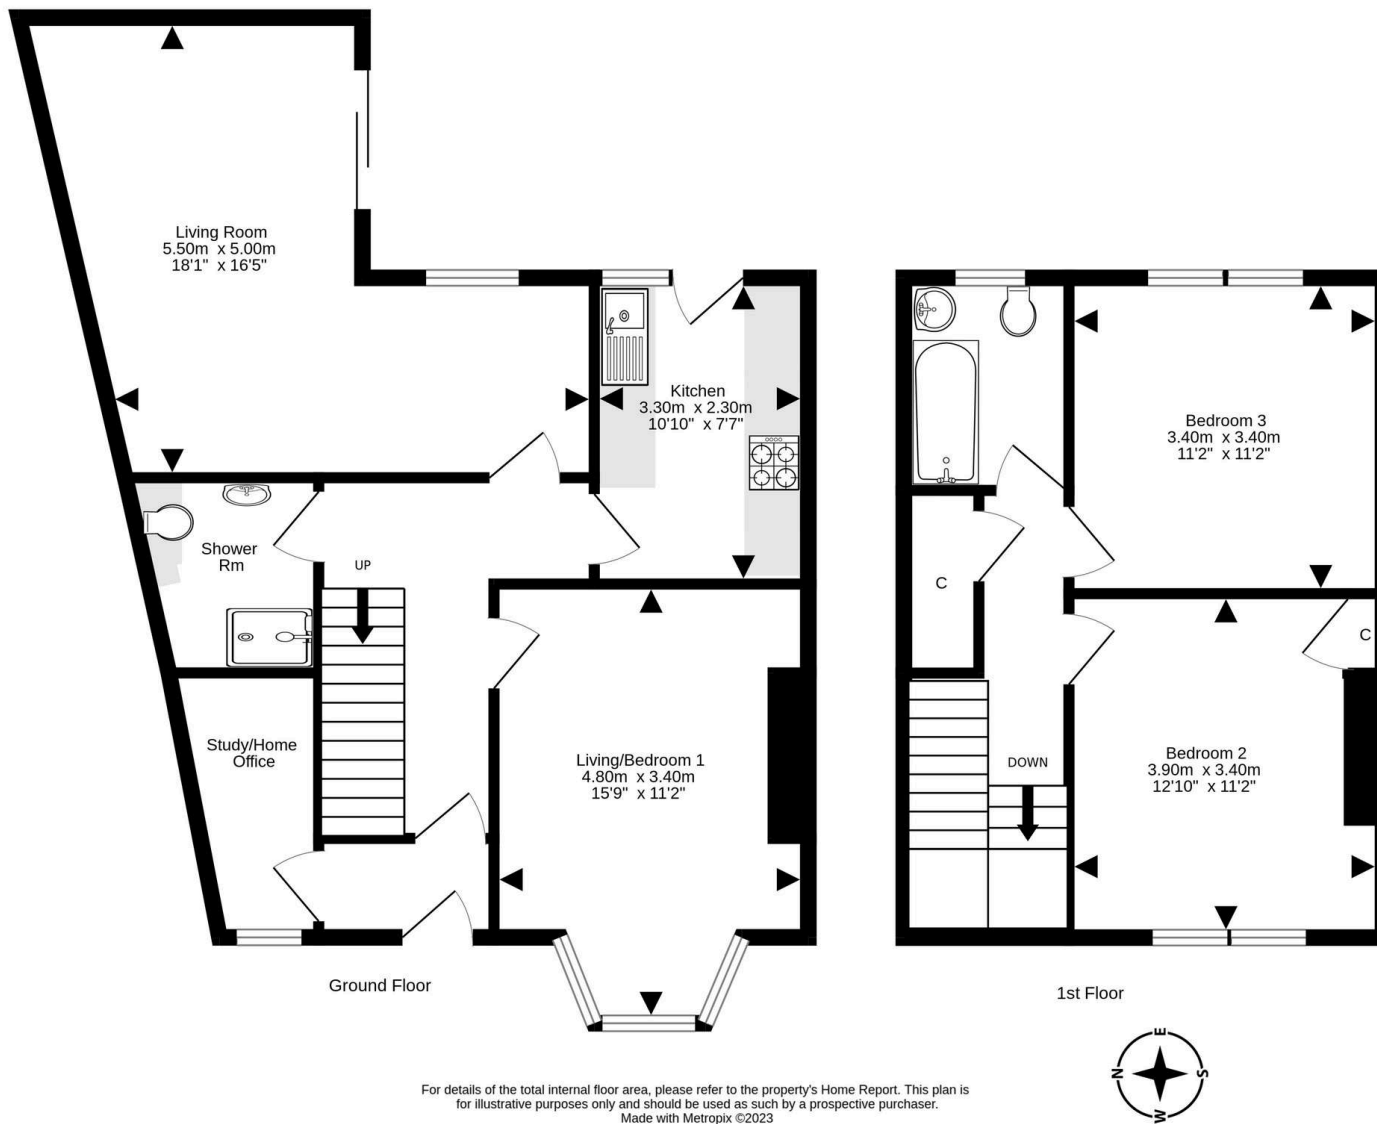 Living Room
5.50m x 5.00m
18'1" x 16'5"
Kitchen
3.30m x 2.30m
10'10" x 7'7"
Shower
Rm
UP
Study/Home
Office
Living/Bedroom 1
4.80m x 3.40m
15'9" x 11'2"
Ground Floor
Bedroom 3
3.40m x 3.40m
11'2" x 11'2"
C
C
Bedroom 2
3.90m x 3.40m
12'10" x 11'2"
DOWN
1st Floor
E
N
S
W
For details of the total internal floor area, please refer to the property's Home Report. This plan is
for illustrative purposes only and should be used as such by a prospective purchaser.
Made with Metropix ©2023